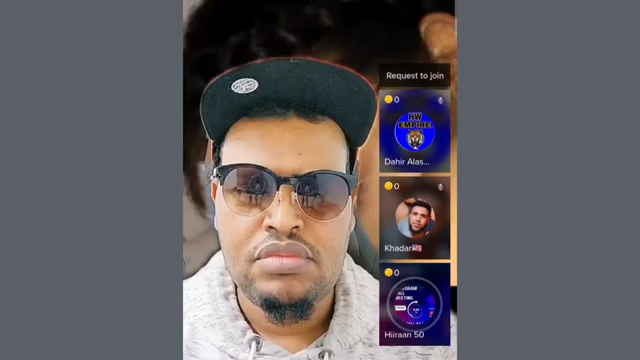 Request to join
0
HW
EMPIRE
Dahir Alas...
0
Khadar🇺🇸
0
Hiiraan 50